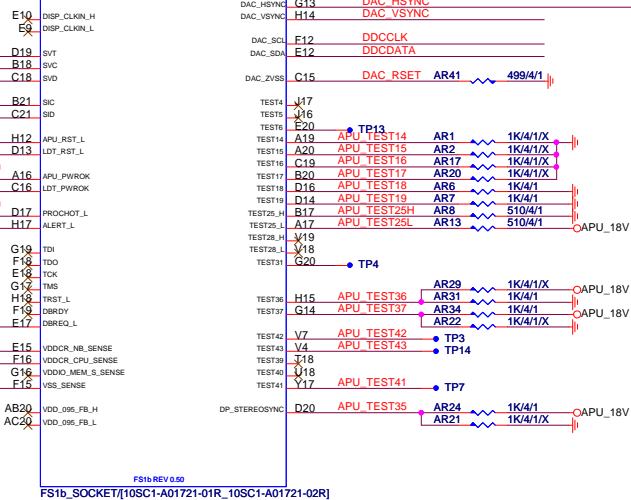 DAC_HSYNC G13 DAC_HSYNC
E10 DISP_CLKIN_H DAC_VSYNC H14 DAC_VSYNC
E9 DISP_CLKIN_L
DAC_SCL F12 DDCCLK
D19 SVT DAC_SDA E12 DDCDATA
B18 SVC
C18 SVD DAC_ZVSS C15 DAC_RSET AR41 499/4/1
B21 SIC TEST4 J17
C21 SID TEST5 J16
TEST6 E20 TP13
H12 APU_RST_L TEST14 A19 APU_TEST14 AR1 1K/4/1/X
D13 LDT_RST_L TEST15 A20 APU_TEST15 AR2 1K/4/1/X
TEST16 C19 APU_TEST16 AR17 1K/4/1/X
A16 APU_PWROK TEST17 B20 APU_TEST17 AR20 1K/4/1/X
C16 LDT_PWROK TEST18 D16 APU_TEST18 AR6 1K/4/1
TEST19 D14 APU_TEST19 AR7 1K/4/1
D17 PROCHOT_L TEST25_H B17 APU_TEST25H AR8 510/4/1
H17 ALERT_L TEST25_L A17 APU_TEST25L AR13 510/4/1 APU_18V
TEST28_H V19
G19 TDI TEST28_L V18
F18 TDO TEST31 G20 TP4
E18 TCK
G17 TMS AR29 1K/4/1/X APU_18V
H18 TRST_L TEST36 H15 APU_TEST36 AR31 1K/4/1
F19 DBRDY TEST37 G14 APU_TEST37 AR34 1K/4/1 APU_18V
E17 DBREQ_L AR22 1K/4/1/X
TEST42 V7 APU_TEST42 TP3
E15 VDDCR_NB_SENSE TEST43 V4 APU_TEST43 TP14
F16 VDDCR_CPU_SENSE TEST39 T18
G16 VDDIO_MEM_S_SENSE TEST40 U18
F15 VSS_SENSE TEST41 Y17 APU_TEST41 TP7
AB20 VDD_095_FB_H DP_STEREOSYNC D20 APU_TEST35 AR24 1K/4/1 APU_18V
AC20 VDD_095_FB_L AR21 1K/4/1/X
FS1b REV 0.50
FS1b_SOCKET/[10SC1-A01721-01R_10SC1-A01721-02R]